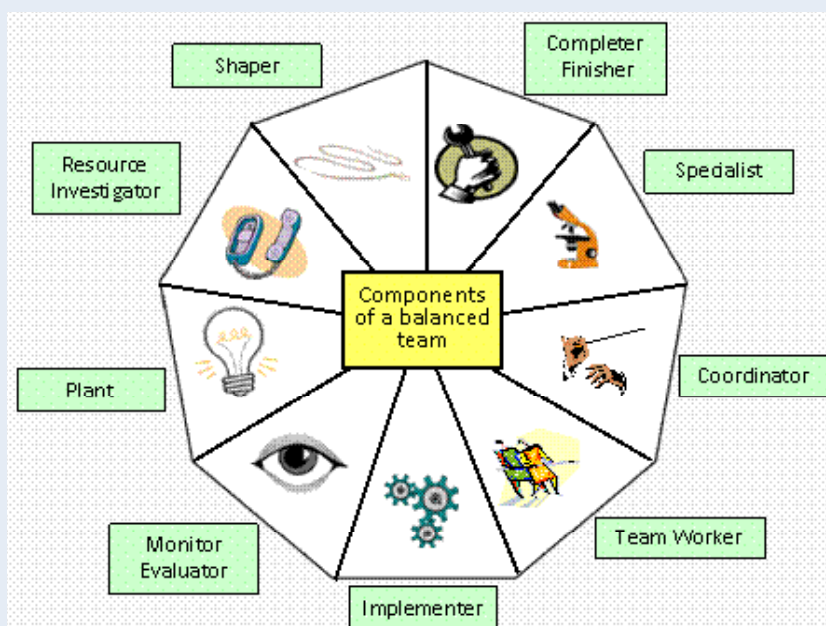 Shaper
Completer
Finisher
Resource
Investigator
Specialist
Components
of a balanced
team
Plant
Coordinator
Monitor
Evaluator
Team Worker
Implementer